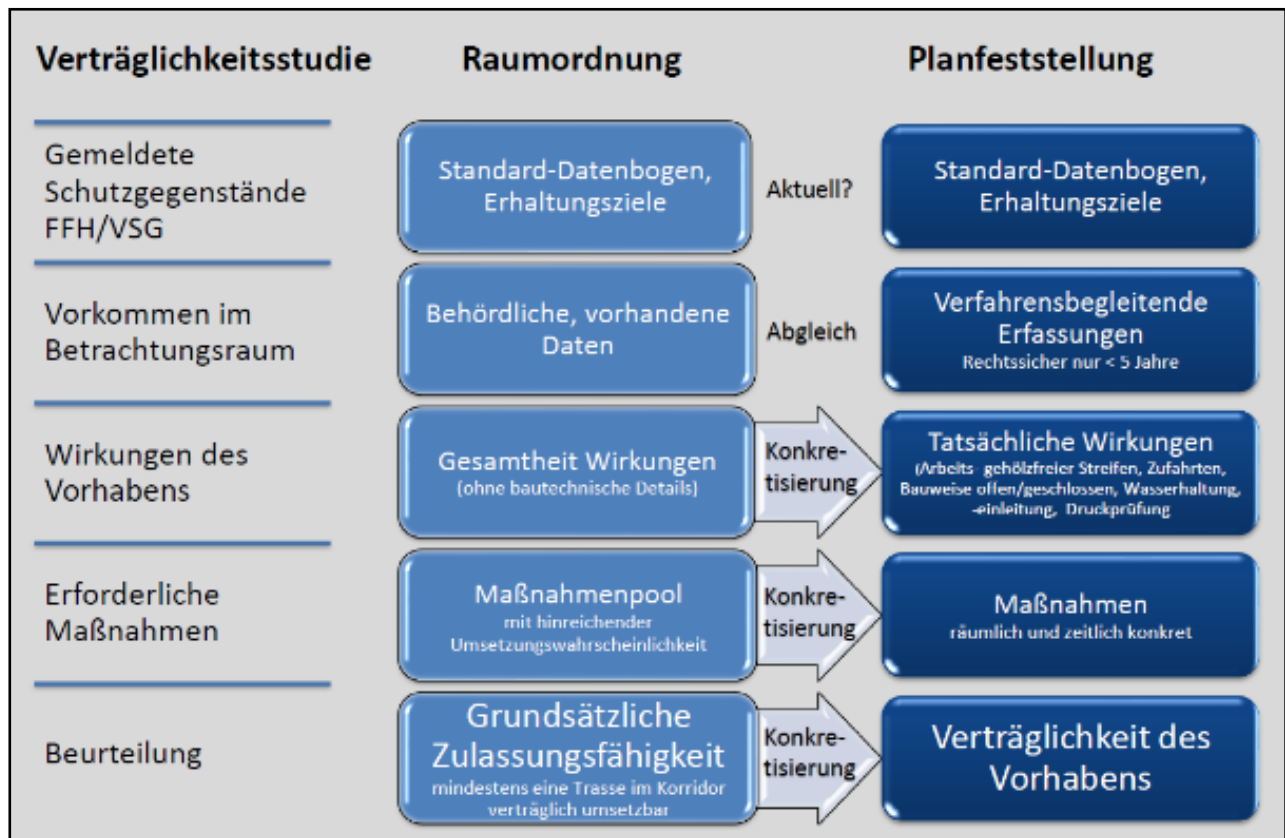 Verträglichkeitsstudie
Raumordnung
Planfeststellung
Gemeldete
Schutzgegenstände
FFH/VSG
Standard-Datenbogen,
Erhaltungsziele
Aktuell?
Standard-Datenbogen,
Erhaltungsziele
Vorkommen im
Betrachtungsraum
Behördliche, vorhandene
Daten
Abgleich
Verfahrensbegleitende
Erfassungen
Rechtssicher nur < 5 Jahre
Wirkungen des
Vorhabens
Gesamtheit Wirkungen
(ohne bautechnische Details)
Konkre-
tisierung
Tatsächliche Wirkungen
(Arbeits- gehölzfreier Streifen, Zufahrten,
Bauweise offen/geschlossen, Wasserhaltung,
-einleitung, Druckprüfung
Erforderliche
Maßnahmen
Maßnahmenpool
mit hinreichender
Umsetzungswahrscheinlichkeit
Konkre-
tisierung
Maßnahmen
räumlich und zeitlich konkret
Beurteilung
Grundsätzliche
Zulassungsfähigkeit
mindestens eine Trasse im Korridor
verträglich umsetzbar
Konkre-
tisierung
Verträglichkeit des
Vorhabens